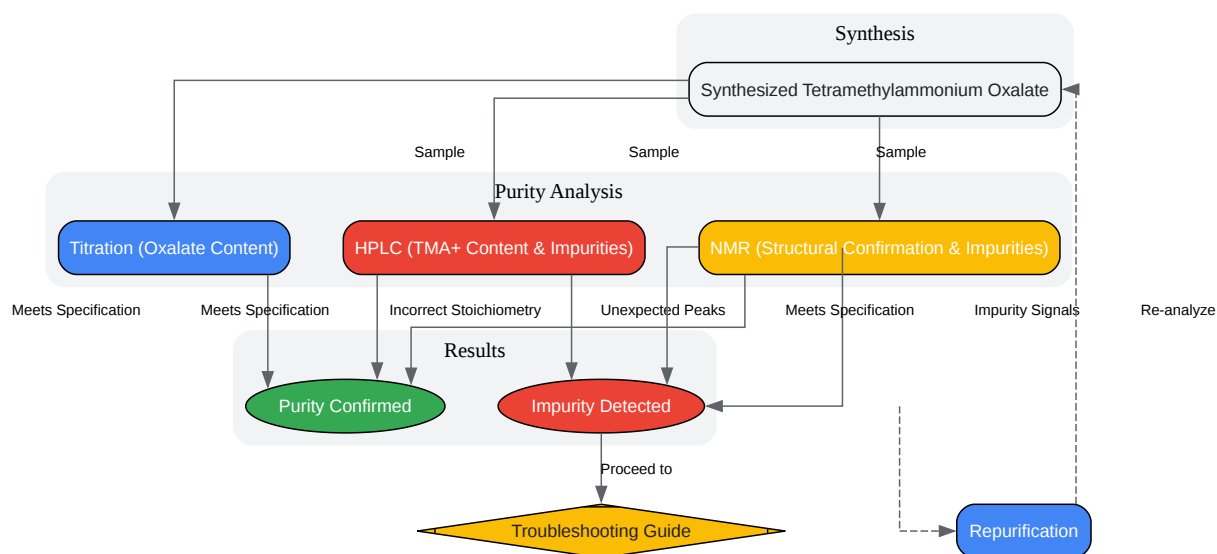 Synthesis
Synthesized Tetramethylammonium Oxalate
Sample
Sample
Sample
Purity Analysis
Titration (Oxalate Content)
HPLC (TMA+ Content & Impurities)
NMR (Structural Confirmation & Impurities)
Meets Specification
Meets Specification
Incorrect Stoichiometry
Unexpected Peaks
Meets Specification
Impurity Signals
Re-analyze
Results
Purity Confirmed
Impurity Detected
Proceed to
Troubleshooting Guide
Repurification